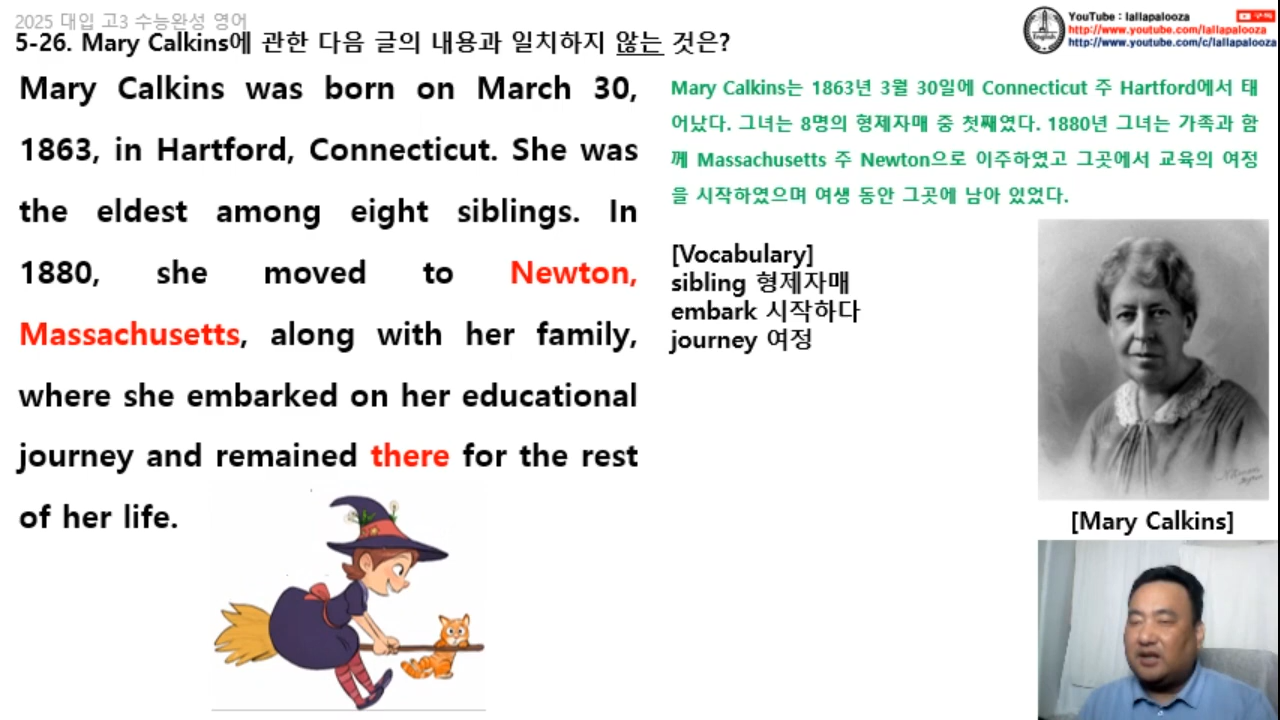 2025 대입 고3 수능완성 영어
5-26. Mary Calkins에 관한 다음 글의 내용과 일치하지 않는 것은?
YouTube : lallapalooza
http://www.youtube.com/lallapalooza
http://www.youtube.com/c/lallapalooza
Mary Calkins was born on March 30,
1863, in Hartford, Connecticut. She was
the eldest among eight siblings. In
1880, she moved to Newton,
Massachusetts, along with her family,
where she embarked on her educational
journey and remained there for the rest
of her life.
Mary Calkins는 1863년 3월 30일에 Connecticut 주 Hartford에서 태
어났다. 그녀는 8명의 형제자매 중 첫째였다. 1880년 그녀는 가족과 함
께 Massachusetts 주 Newton으로 이주하였고 그곳에서 교육의 여정
을 시작하였으며 여생 동안 그곳에 남아 있었다.
[Vocabulary]
sibling 형제자매
embark 시작하다
journey 여정
[Mary Calkins]